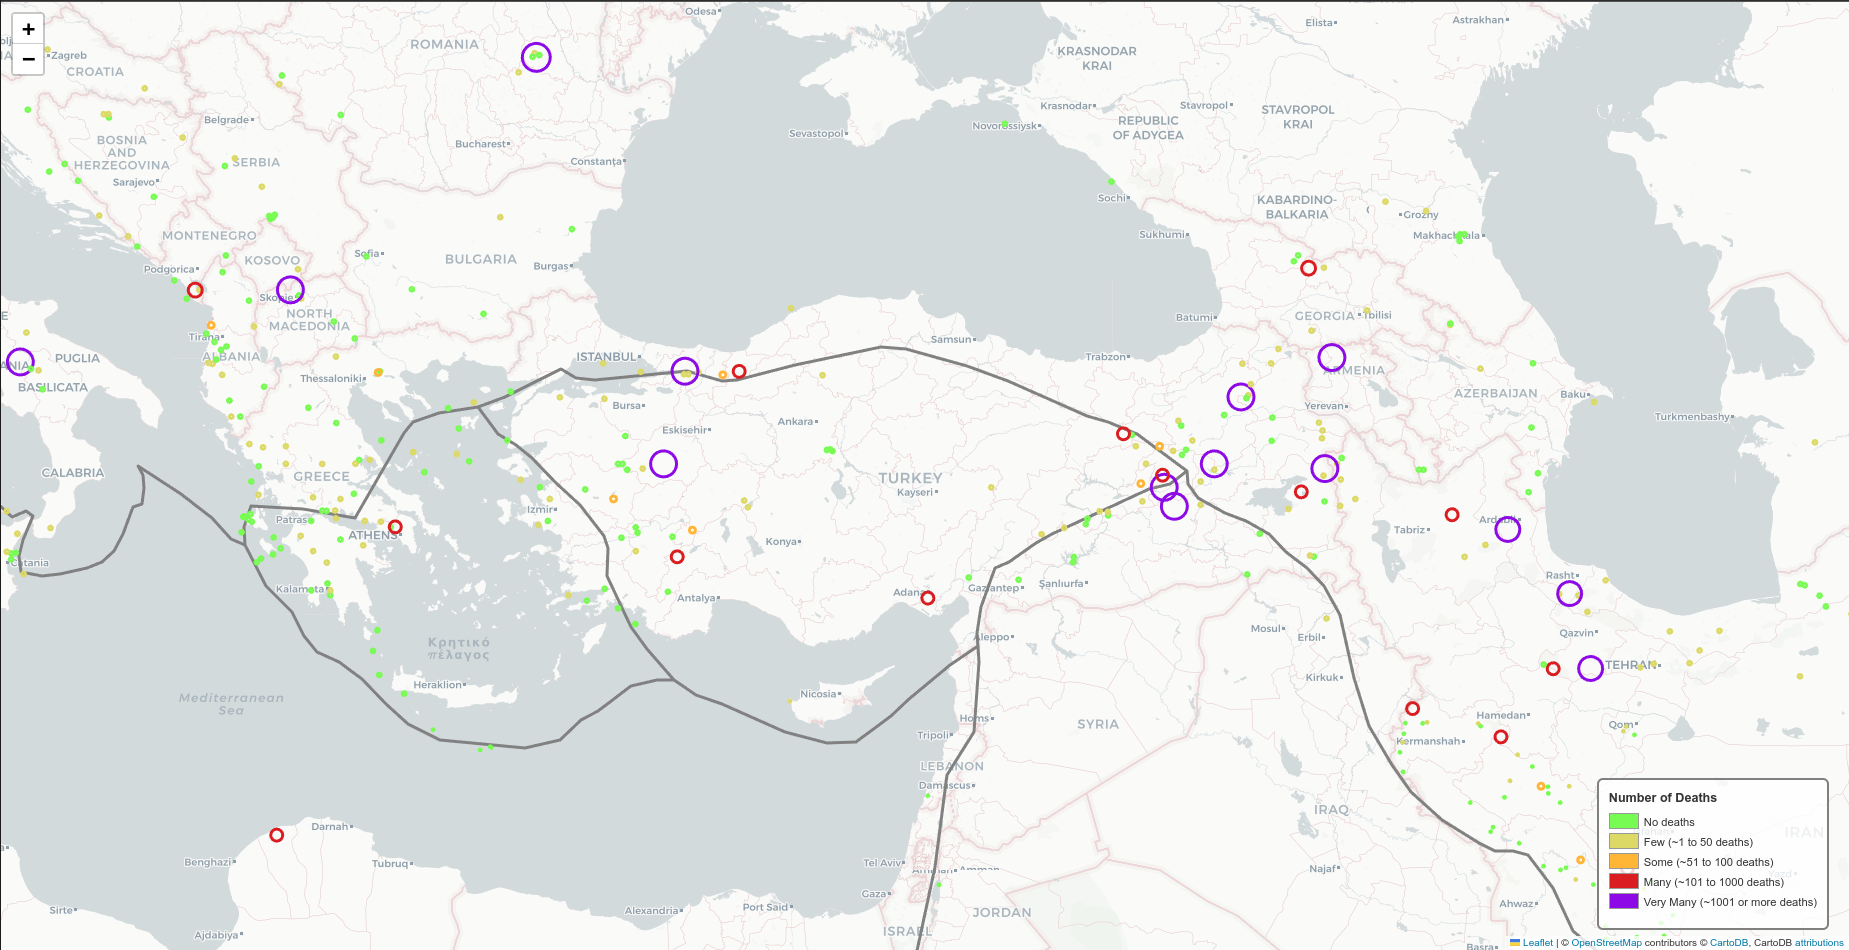 +
−
Odesa
Elista
Astrakhan
ROMANIA
Zagreb
CROATIA
KRASNODAR
KRAI
Krasnodar
Stavropol
STAVROPOL
KRAI
REPUBLIC
OF ADYGEA
Novorossiysk
Sevastopol
Belgrade
BOSNIA
AND
HERZEGOVINA
Sarajevo
SERBIA
Bucharest
Constanța
Sochi
KABARDINO-
BALKARIA
Grozny
Makhachkala
Sukhumi
MONTENEGRO
KOSOVO
Podgorica
Sofia
BULGARIA
Burgas
Skopje
NORTH
MACEDONIA
Batumi
GEORGIA
Tbilisi
Tirana
ALBANIA
PUGLIA
BASILICATA
ISTANBUL
Samsun
Trabzon
ARMENIA
Thessaloniki
Bursa
Yerevan
AZERBAIJAN
Baku
Turkmenbashy
Eskisehir
Ankara
CALABRIA
GREECE
TURKEY
Kayseri
Izmir
Patras
ATHENS
Konya
Tabriz
Ardabil
Catania
Kalamata
Antalya
Adana
Gaziantep
Şanlıurfa
Rasht
Κρητικό
πέλαγος
Aleppo
Mosul
Erbil
Qazvin
TEHRAN
Heraklion
Nicosia
Kirkuk
Mediterranean
Sea
Homs
SYRIA
Hamedan
Qom
Tripoli
Kermanshah
LEBANON
Damascus
IRAQ
Darnah
Benghazi
Tubruq
Tel Aviv
Amman
Najaf
Gaza
Sirte
Alexandria
Port Said
JORDAN
Ahwaz
Ajdabiya
ISRAEL
Basra
IRAN
Number of Deaths
No deaths
Few (~1 to 50 deaths)
Some (~51 to 100 deaths)
Many (~101 to 1000 deaths)
Very Many (~1001 or more deaths)
Leaflet | © OpenStreetMap contributors © CartoDB, CartoDB attributions